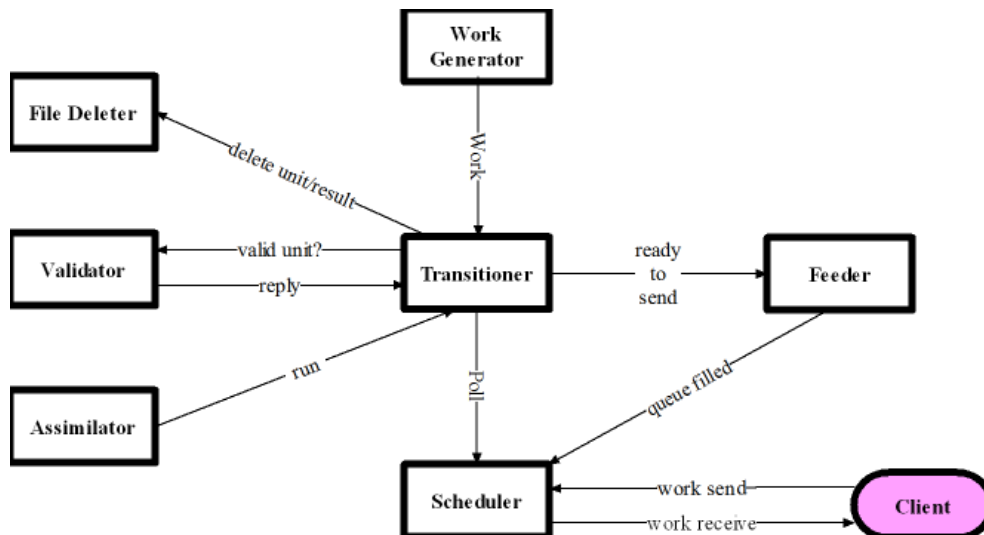 Work
Generator
File Deleter
Work
delete unit/result
Validator
valid unit?
reply
Transitioner
ready
to
send
Feeder
run
Poll
queue filled
Assimilator
Scheduler
work send
work receive
Client